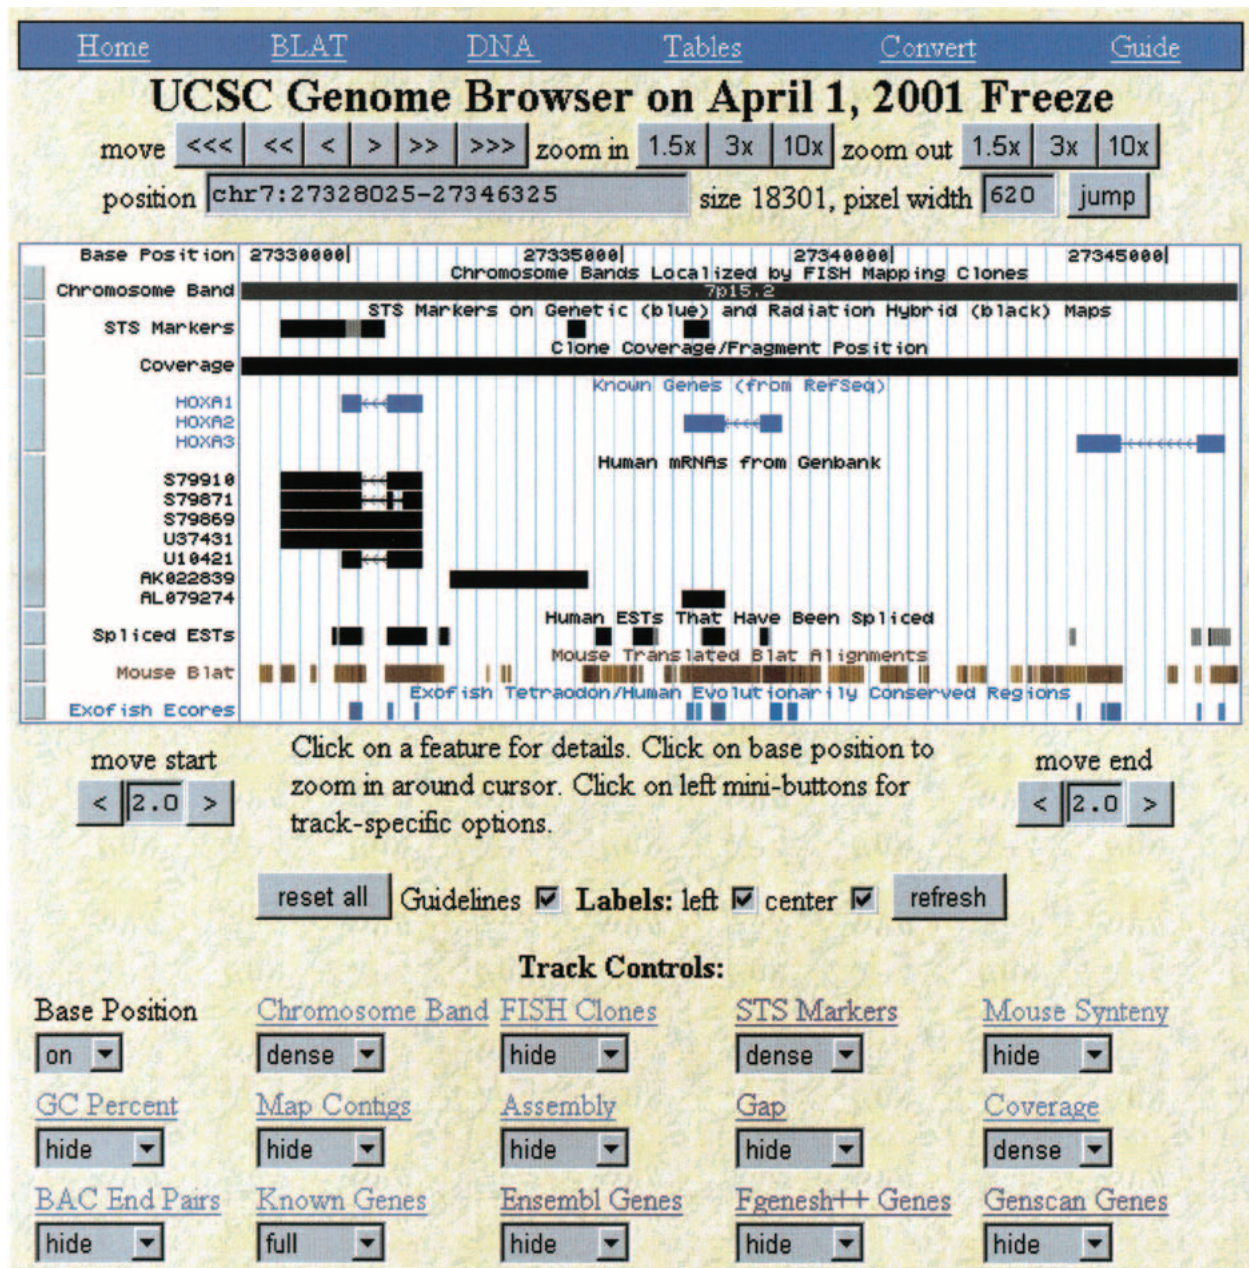 Home BLAT DNA Tables Convert Guide
UCSC Genome Browser on April 1, 2001 Freeze
move <<< << < > >> >>> zoom in 1.5x 3x 10x zoom out 1.5x 3x 10x
position chr7:27328025-27346325 size 18301, pixel width 620 jump
Base Position 27330000| 27335000| 27340000| 27345000|
Chromosome Bands Localized by FISH Mapping Clones
Chromosome Band 7p15.2
STS Markers on Genetic (blue) and Radiation Hybrid (black) Maps
STS Markers
Clone Coverage/Fragment Position
Coverage
Known Genes (from RefSeq)
HOXA1
HOXA2
HOXA3
Human mRNAs from Genbank
S79910
S79871
S79869
U37431
U10421
AK022839
AL079274
Human ESTs That Have Been Spliced
Spliced ESTs
Mouse Translated Blat Alignments
Mouse Blat
Exofish Tetraodon/Human Evolutionarily Conserved Regions
Exofish Ecores
move start
< 2.0 >
Click on a feature for details. Click on base position to
zoom in around cursor. Click on left mini-buttons for
track-specific options.
move end
< 2.0 >
reset all Guidelines Labels: left center refresh
Track Controls:
Base Position Chromosome Band FISH Clones STS Markers Mouse Synteny
on dense hide dense hide
GC Percent Map Contigs Assembly Gap Coverage
hide hide hide hide dense
BAC End Pairs Known Genes Ensembl Genes Fgenesh++ Genes Genscan Genes
hide full hide hide hide